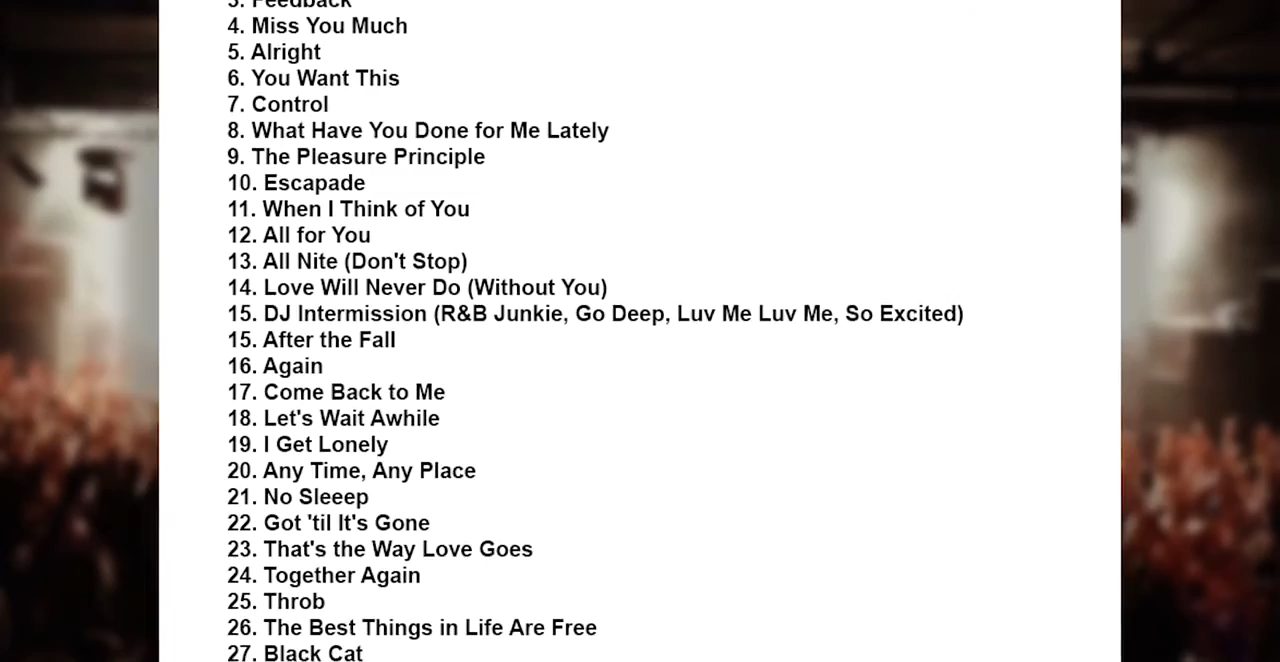 3. Feedback
4. Miss You Much
5. Alright
6. You Want This
7. Control
8. What Have You Done for Me Lately
9. The Pleasure Principle
10. Escapade
11. When I Think of You
12. All for You
13. All Nite (Don't Stop)
14. Love Will Never Do (Without You)
15. DJ Intermission (R&B Junkie, Go Deep, Luv Me Luv Me, So Excited)
15. After the Fall
16. Again
17. Come Back to Me
18. Let's Wait Awhile
19. I Get Lonely
20. Any Time, Any Place
21. No Sleeep
22. Got 'til It's Gone
23. That's the Way Love Goes
24. Together Again
25. Throb
26. The Best Things in Life Are Free
27. Black Cat